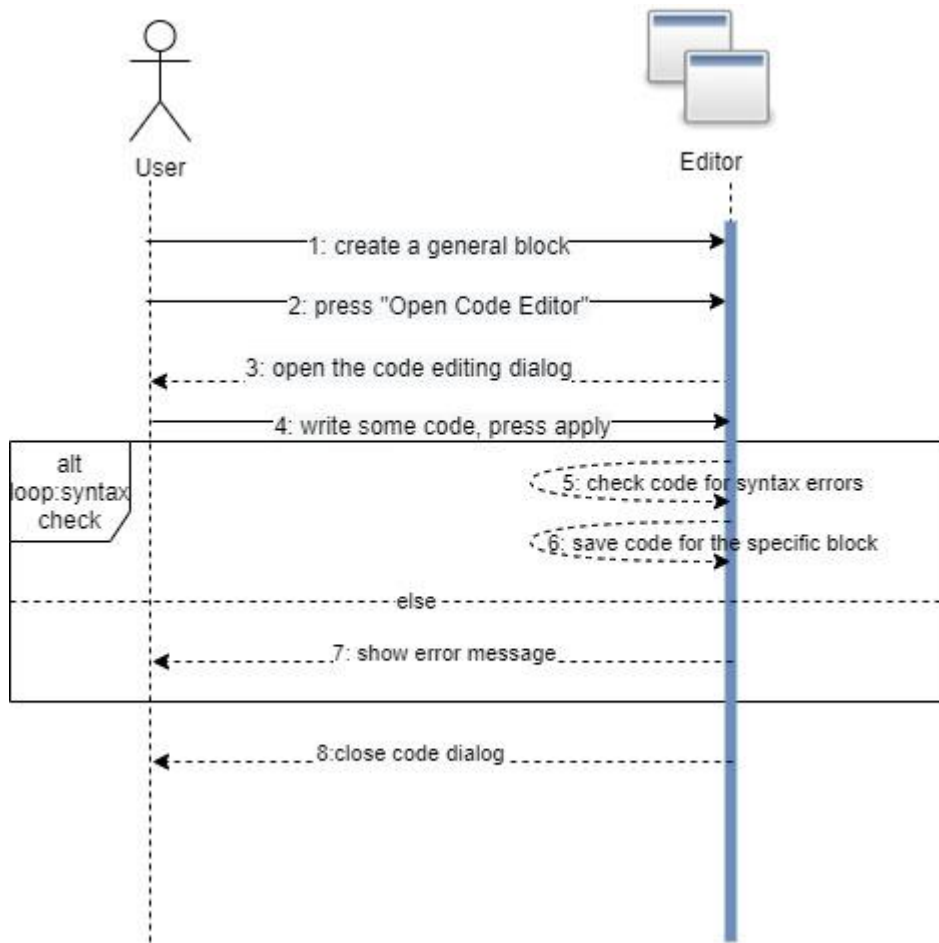 User
Editor
1: create a general block
2: press "Open Code Editor"
3: open the code editing dialog
4: write some code, press apply
alt
loop:syntax
check
5: check code for syntax errors
6: save code for the specific block
else
7: show error message
8:close code dialog